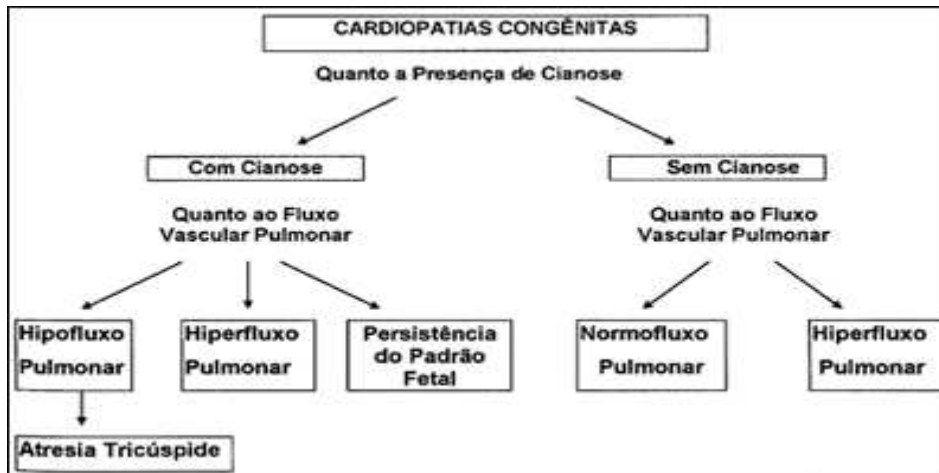 CARDIOPATIAS CONGÊNITAS
Quanto a Presença de Cianose
Com Cianose
Sem Cianose
Quanto ao Fluxo
Vascular Pulmonar
Quanto ao Fluxo
Vascular Pulmonar
Hipofluxo
Pulmonar
Hiperfluxo
Pulmonar
Persistência
do Padrão
Fetal
Normofluxo
Pulmonar
Hiperfluxo
Pulmonar
Atresia Tricúspide